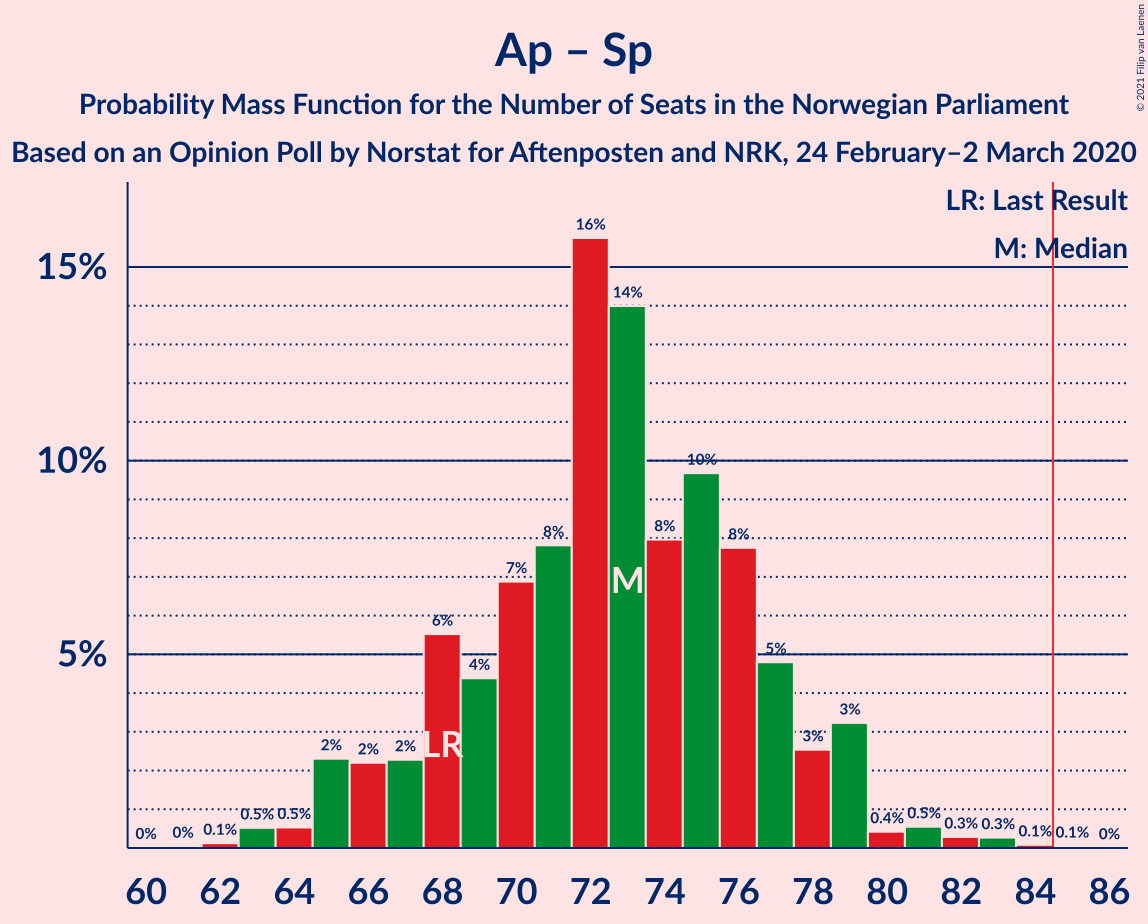 Ap – Sp
Probability Mass Function for the Number of Seats in the Norwegian Parliament
Based on an Opinion Poll by Norstat for Aftenposten and NRK, 24 February–2 March 2020
© 2021 Filip van Laenen
LR: Last Result
M: Median
15%
10%
5%
0% 0% 0.1% 0.5% 0.5% 2% 2% 2% 6% 4% 7% 8% 16% 14% 8% 10% 8% 5% 3% 3% 0.4% 0.5% 0.3% 0.3% 0.1% 0.1% 0%
LR
M
60 62 64 66 68 70 72 74 76 78 80 82 84 86